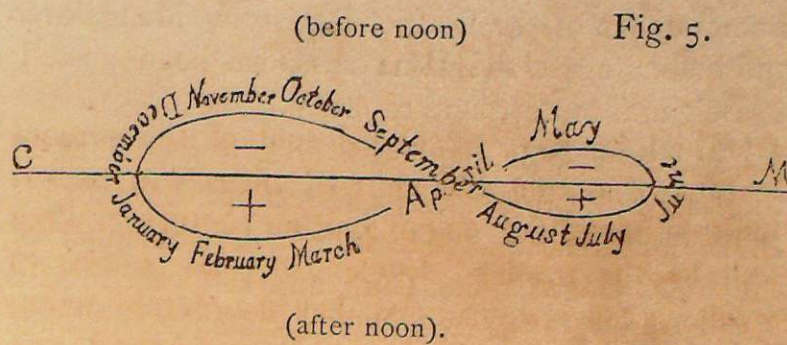 (before noon) Fig. 5.
December November October September April May June
C − − M
+ +
January February March August July
(after noon).